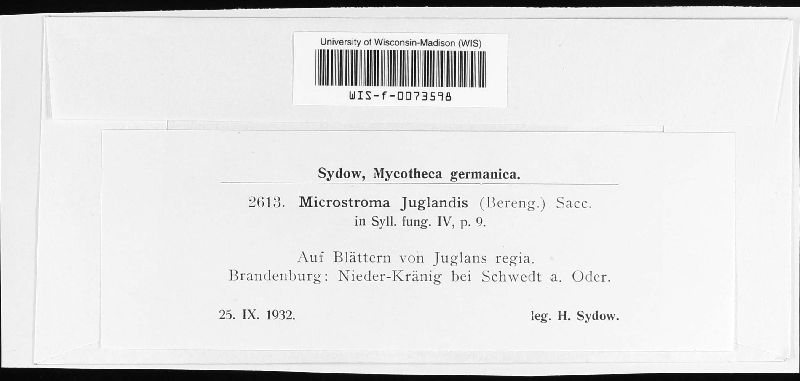 University of Wisconsin-Madison (WIS)
WIS-f-0073598
Sydow, Mycotheca germanica.
2613. Microstroma Juglandis (Bereng.) Sacc.
in Syll. fung. IV, p. 9.
Auf Blättern von Juglans regia.
Brandenburg: Nieder-Kränig bei Schwedt a. Oder.
25. IX. 1932. leg. H. Sydow.